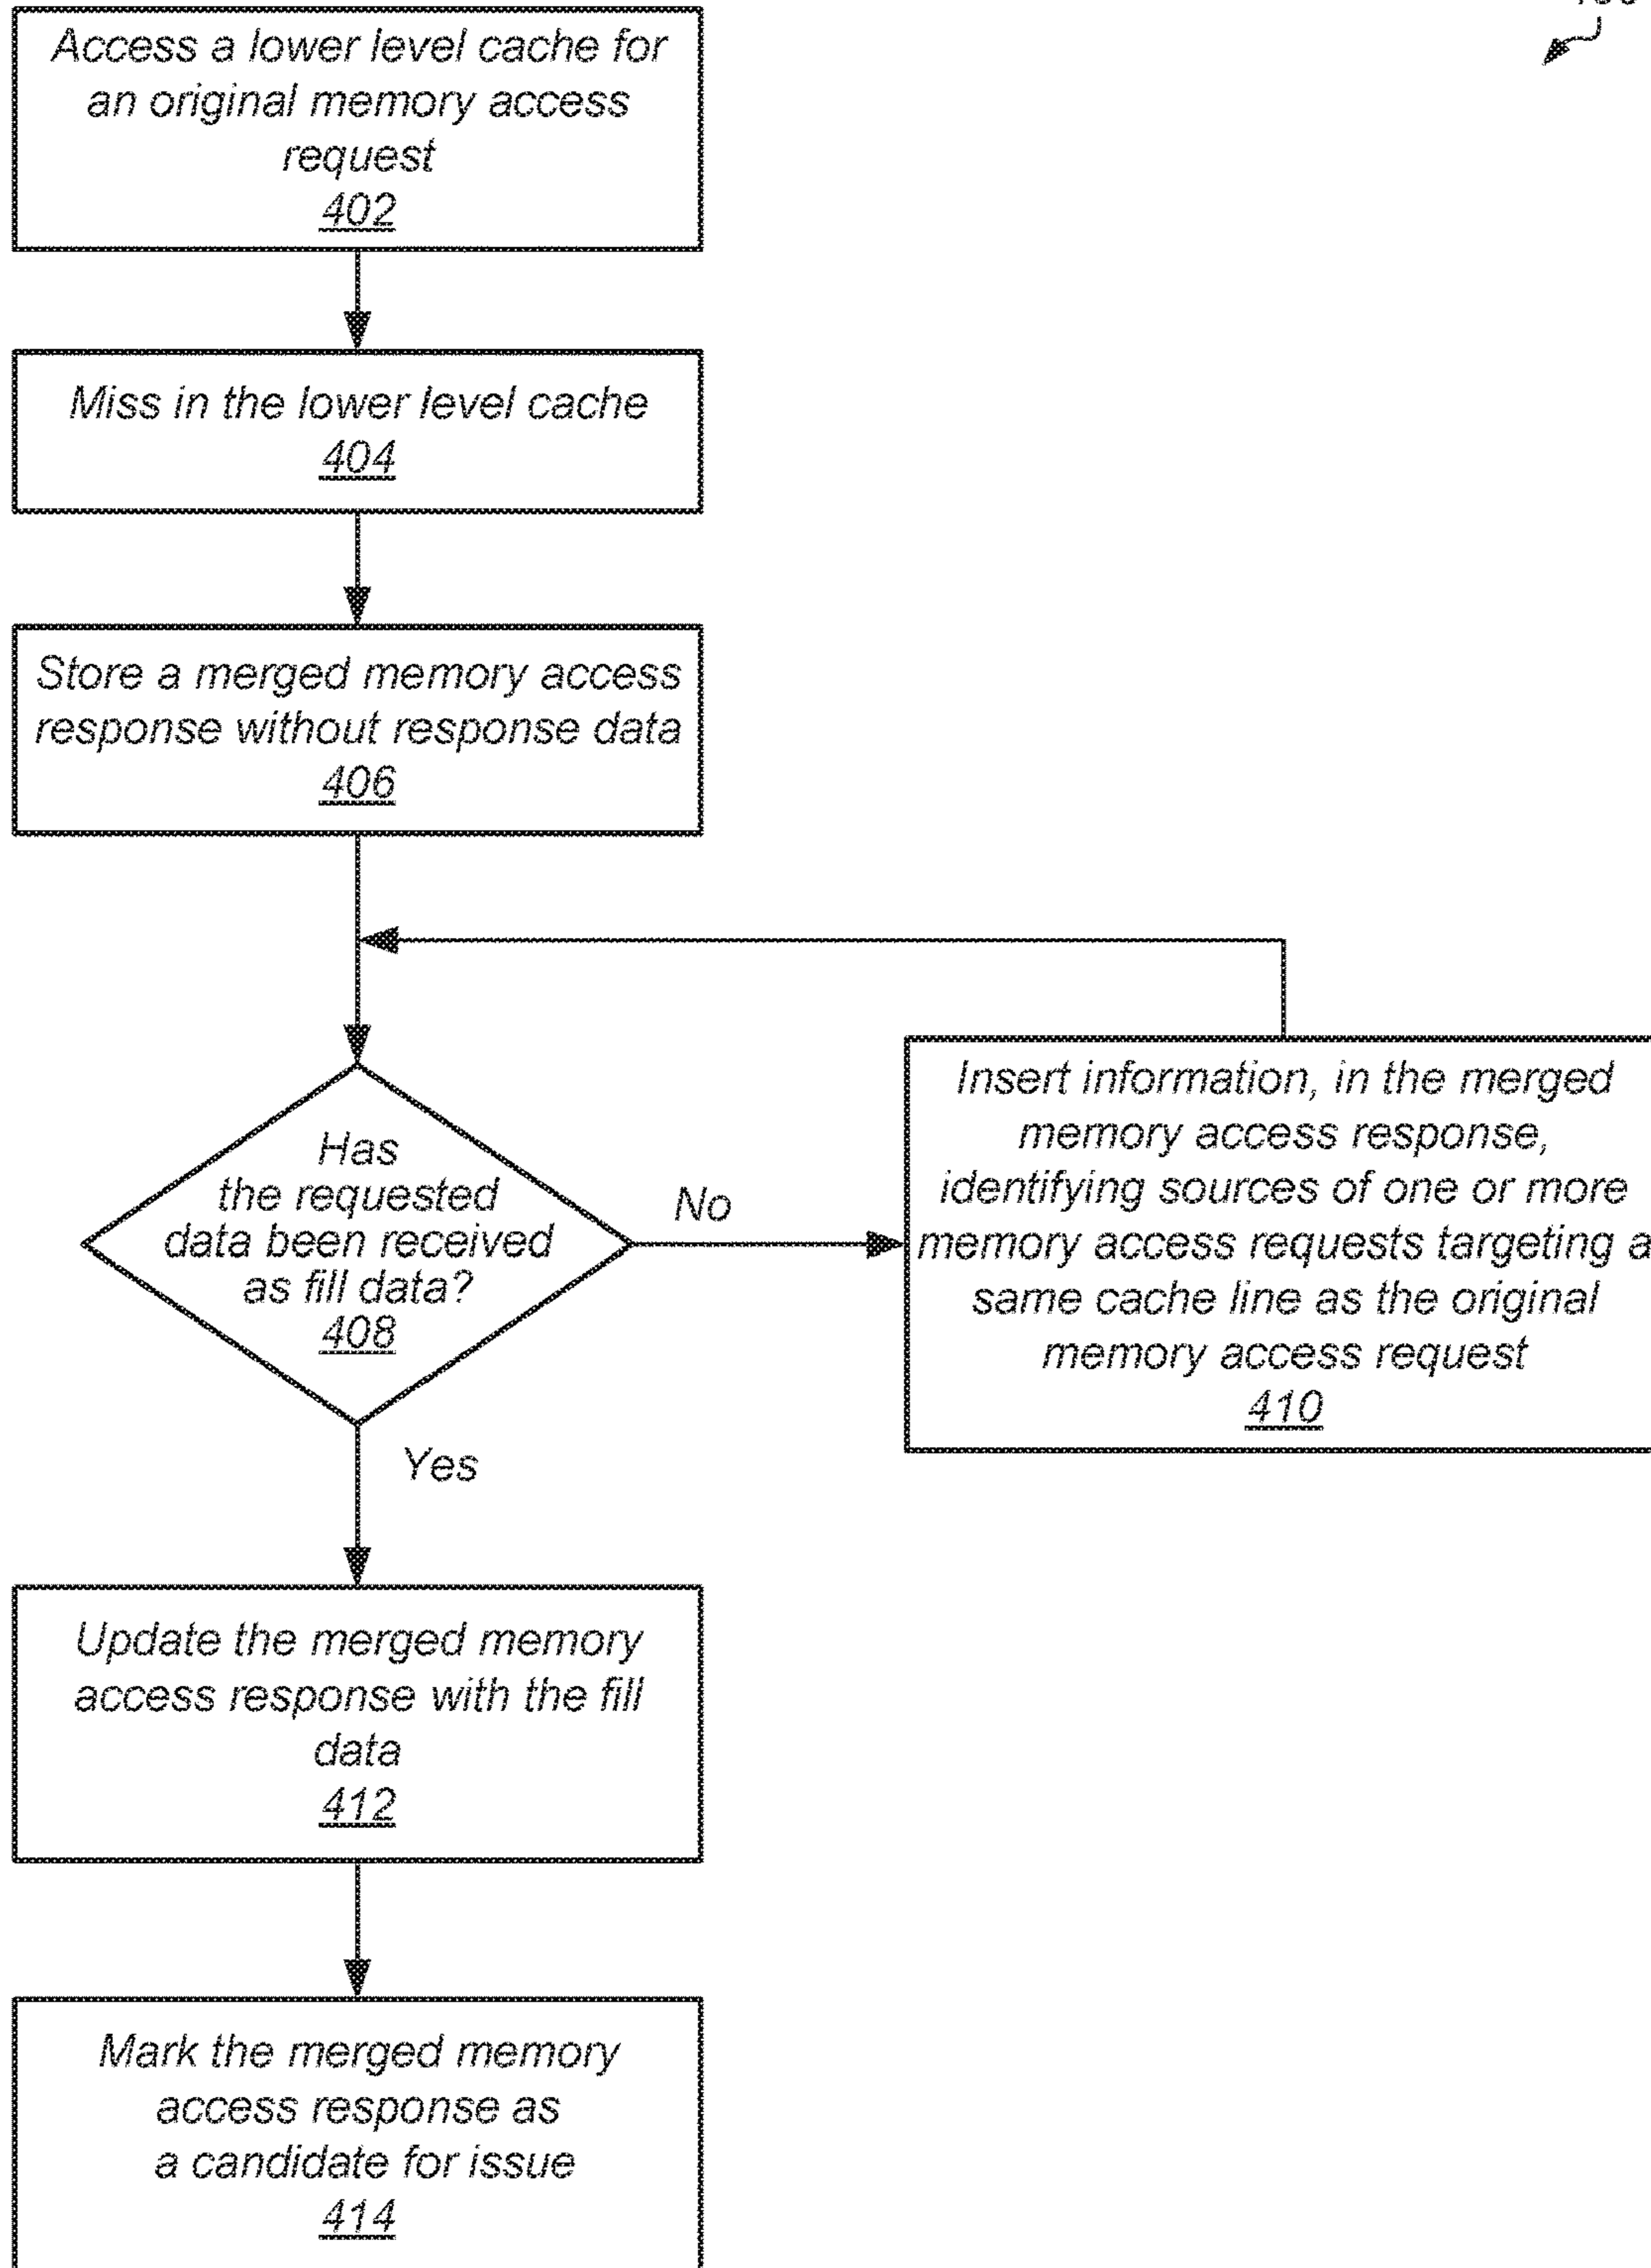 Access a lower level cache for
an original memory access
request
402
Miss in the lower level cache
404
Store a merged memory access
response without response data
406
Has
the requested
data been received
as fill data?
408
No
Insert information, in the merged
memory access response,
identifying sources of one or more
memory access requests targeting a
same cache line as the original
memory access request
410
Yes
Update the merged memory
access response with the fill
data
412
Mark the merged memory
access response as
a candidate for issue
414